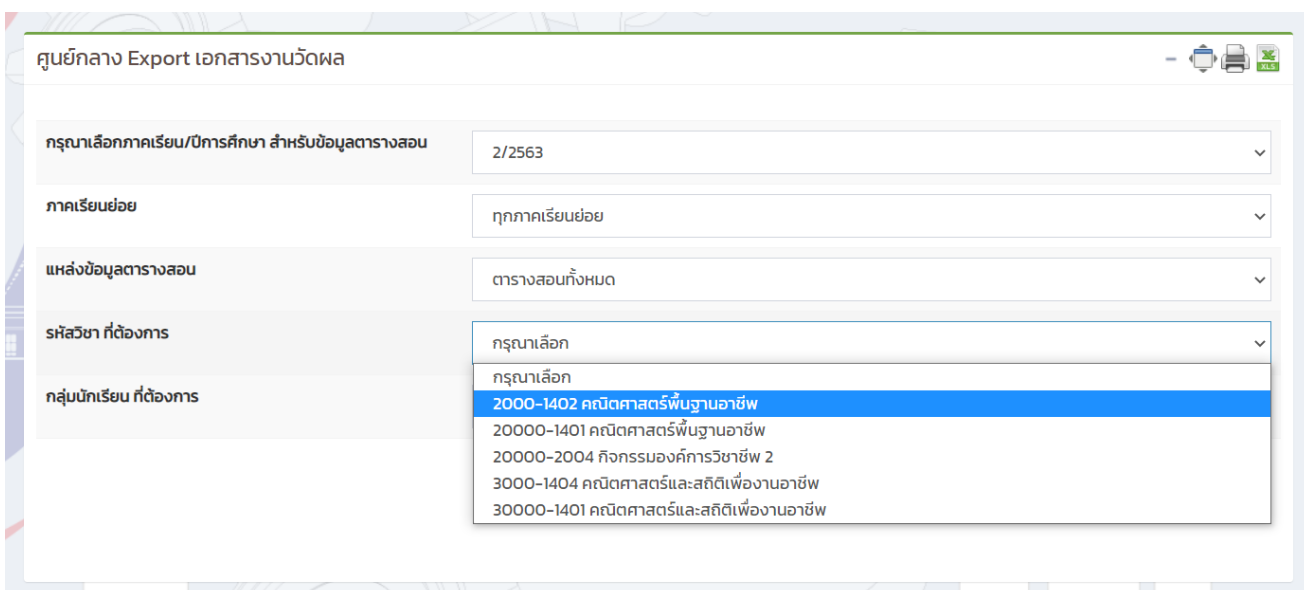 ศูนย์กลาง Export เอกสารงานวัดผล
XLS
กรุณาเลือกภาคเรียน/ปีการศึกษา สำหรับข้อมูลตารางสอน
2/2563
ภาคเรียนย่อย
ทุกภาคเรียนย่อย
แหล่งข้อมูลตารางสอน
ตารางสอนทั้งหมด
รหัสวิชา ที่ต้องการ
กรุณาเลือก
กลุ่มนักเรียน ที่ต้องการ
กรุณาเลือก
2000-1402 คณิตศาสตร์พื้นฐานอาชีพ
20000-1401 คณิตศาสตร์พื้นฐานอาชีพ
20000-2004 กิจกรรมองค์การวิชาชีพ 2
3000-1404 คณิตศาสตร์และสถิติเพื่องานอาชีพ
30000-1401 คณิตศาสตร์และสถิติเพื่องานอาชีพ